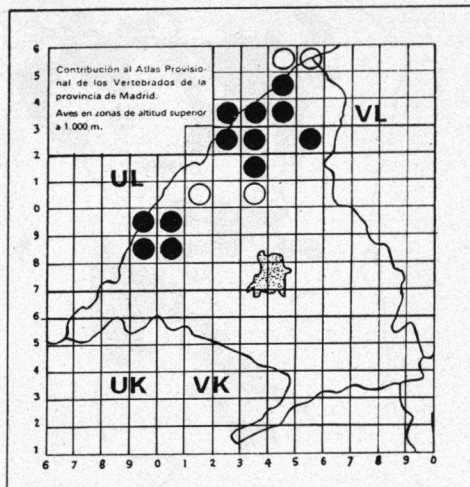 6
Contribución al Atlas Provisio-
nal de los Vertebrados de la
provincia de Madrid.
Aves en zonas de altitud superior
a 1.000 m.
5
4
VL
3
2
1
UL
0
9
8
7
6
5
4
UK VK
3
2
1
6 7 8 9 0 1 2 3 4 5 6 7 8 9 0